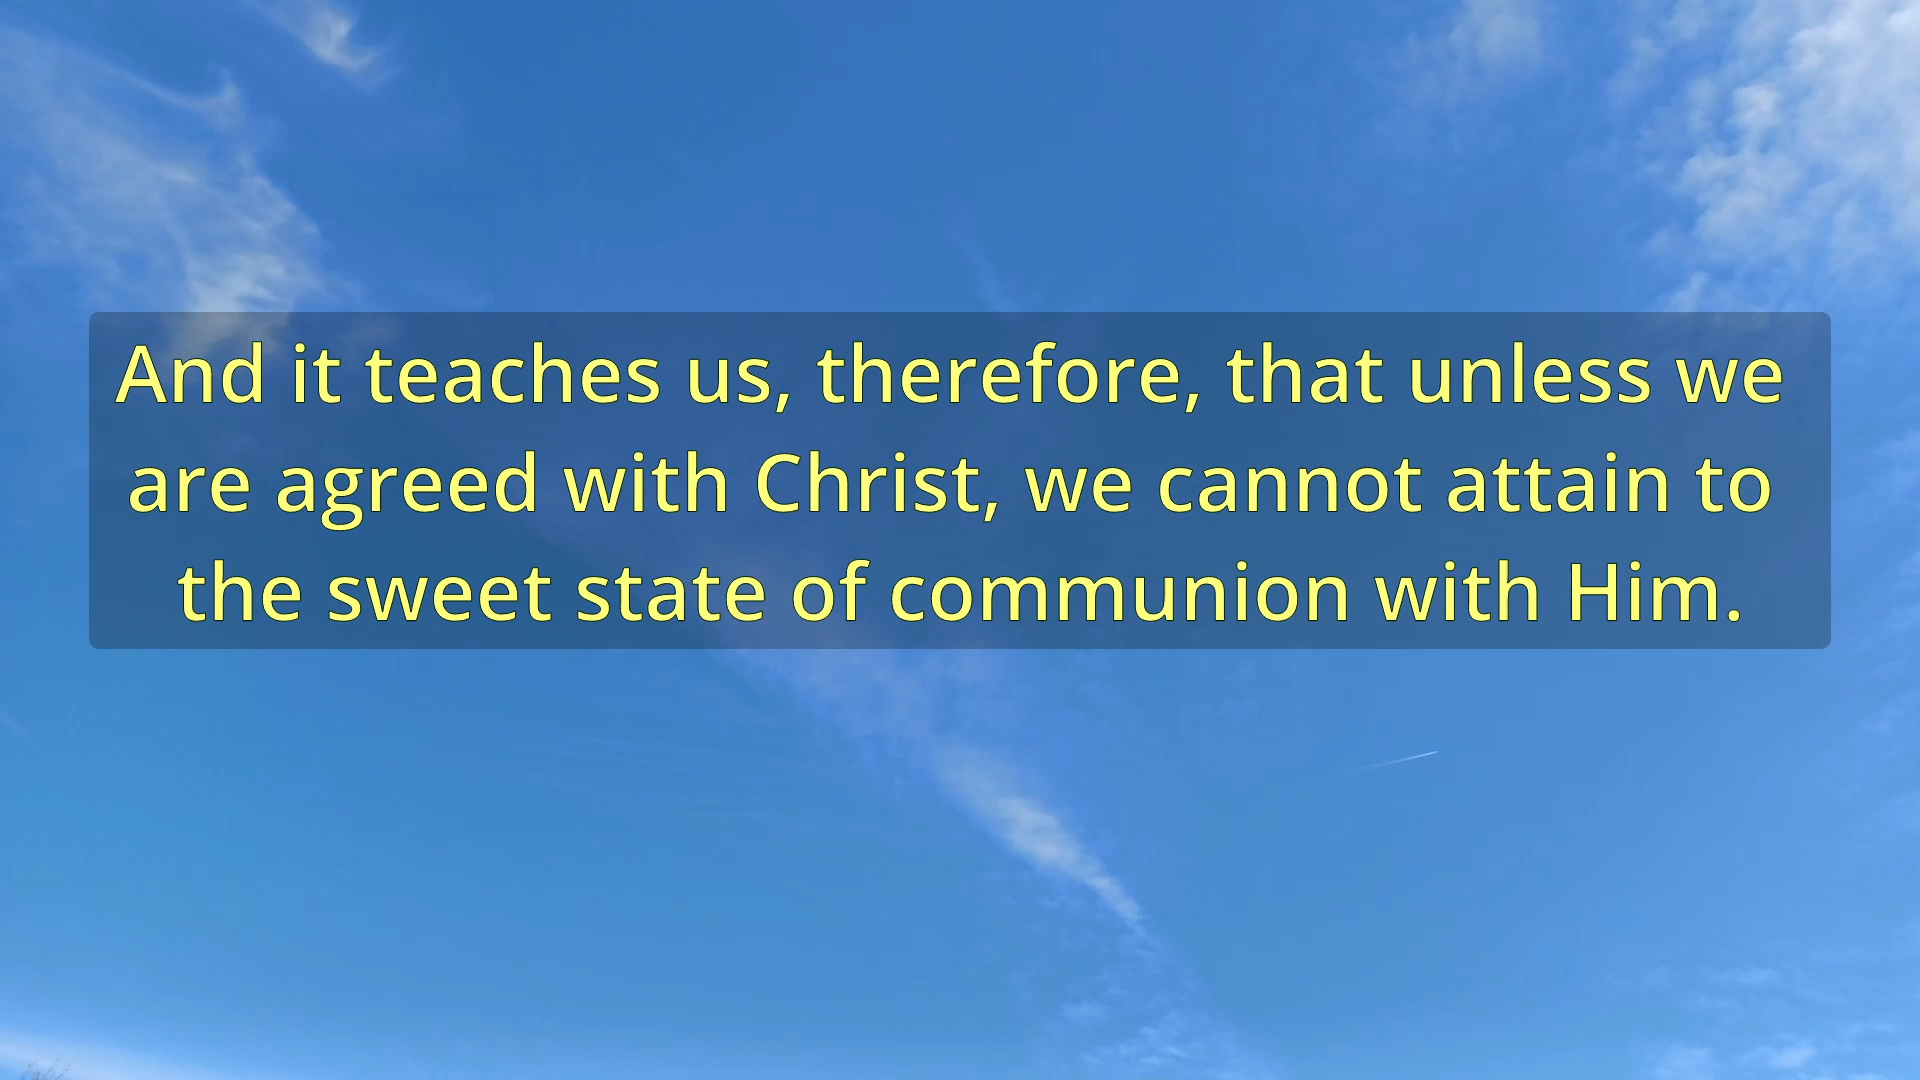 And it teaches us, therefore, that unless we
are agreed with Christ, we cannot attain to
the sweet state of communion with Him.